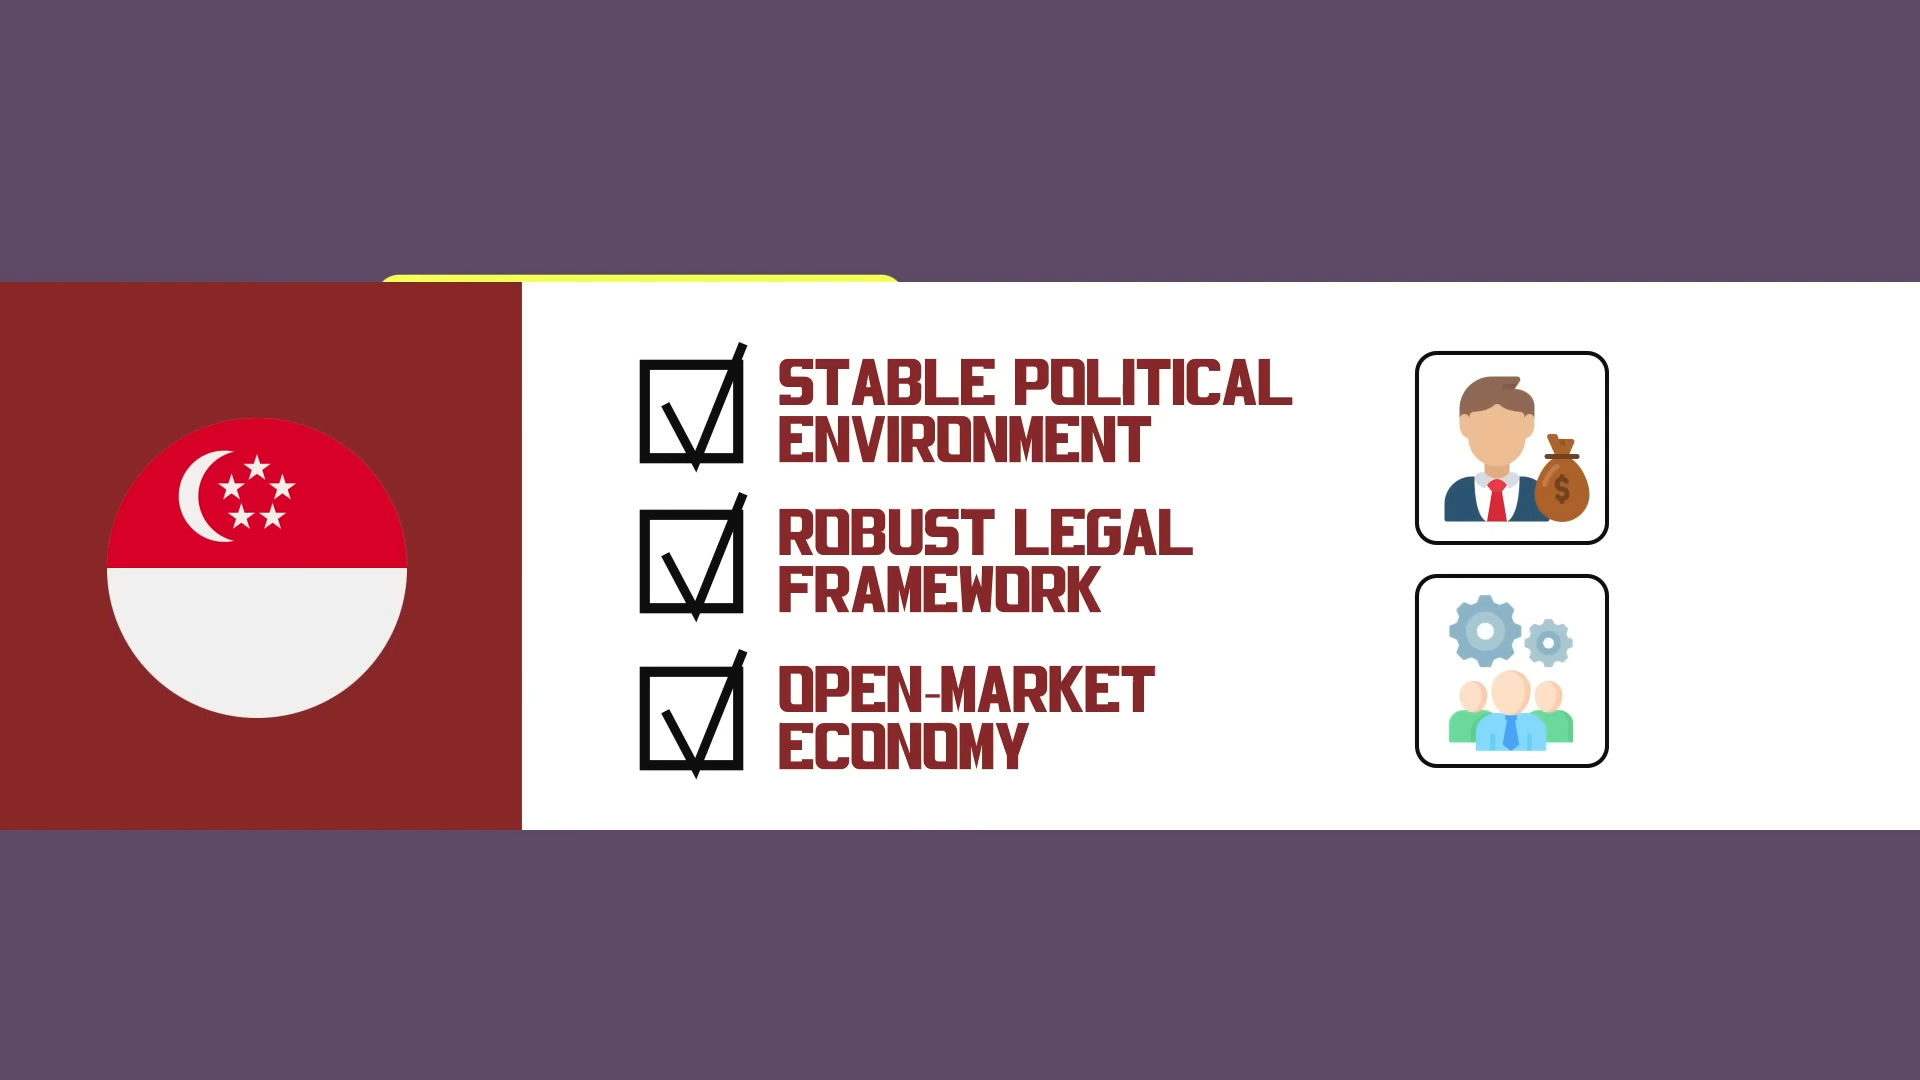 STABLE POLITICAL
ENVIRONMENT
ROBUST LEGAL
FRAMEWORK
OPEN-MARKET
ECONOMY
$